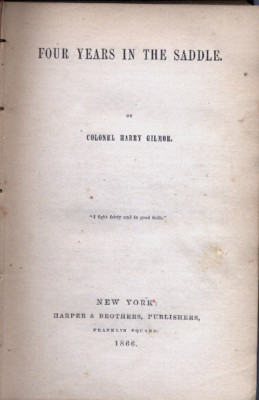 FOUR YEARS IN THE SADDLE.
BY
COLONEL HARRY GILMOR.
"I fight fairly and in good faith."
NEW YORK:
HARPER & BROTHERS, PUBLISHERS,
FRANKLIN SQUARE.
1866.